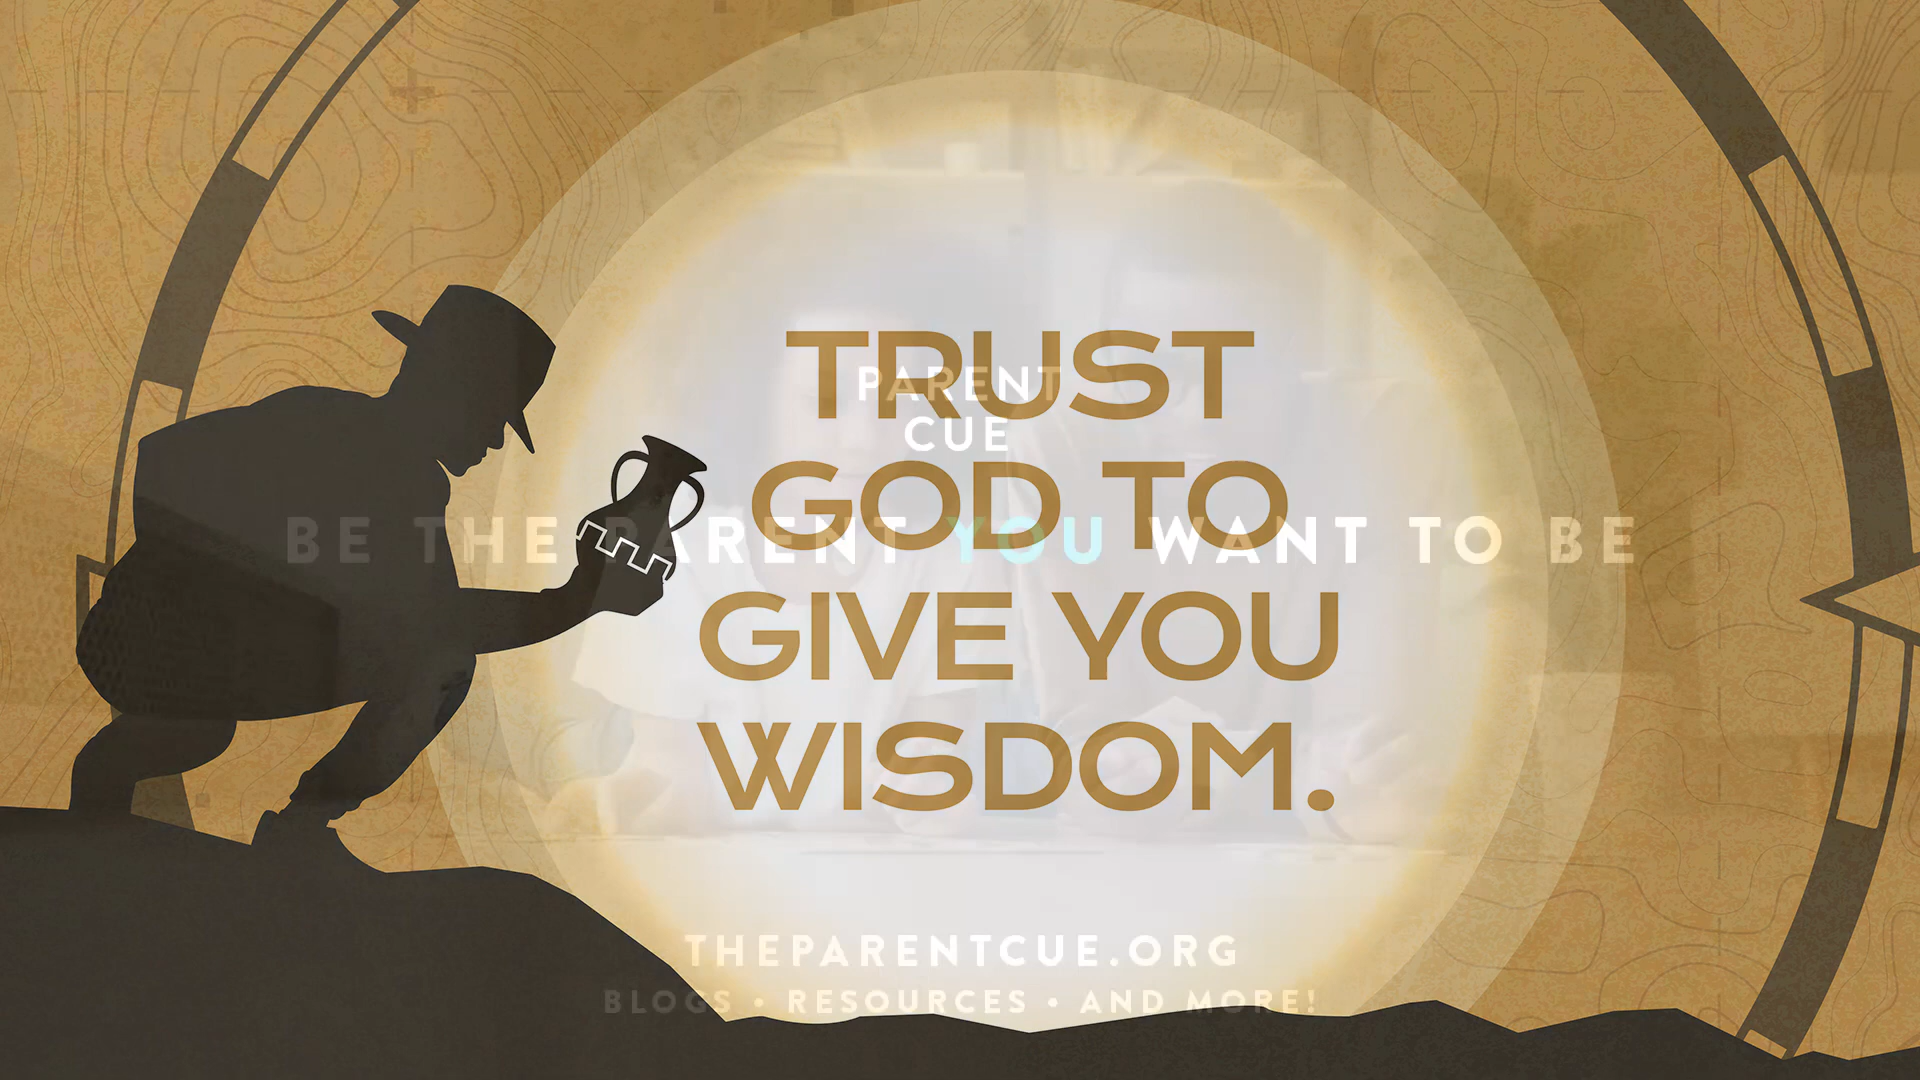 TRUST
GOD TO
GIVE YOU
WISDOM.
PARENT
CUE
BE THE PARENT YOU WANT TO BE
THEPARENTCUE.ORG
BLOGS • RESOURCES • AND MORE!